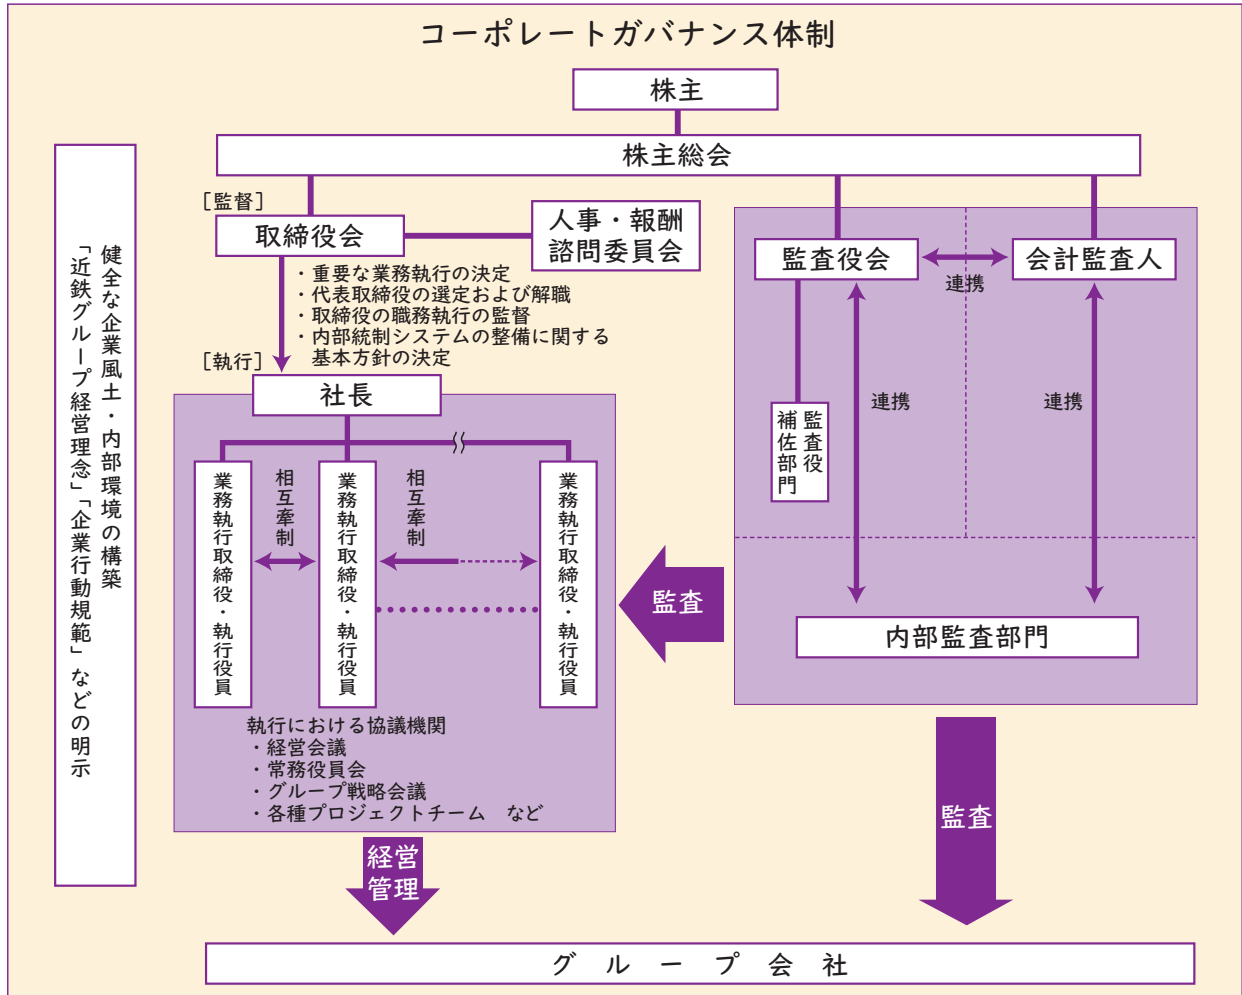 コーポレートガバナンス体制
株主
株主総会
健全な企業風土・内部環境の構築
「近鉄グループ経営理念」「企業行動規範」などの明示
［監督］
取締役会
人事・報酬
諮問委員会
・重要な業務執行の決定
・代表取締役の選定および解職
・取締役の職務執行の監督
・内部統制システムの整備に関する
基本方針の決定
［執行］
社長
業務執行取締役・執行役員
相互牽制
業務執行取締役・執行役員
相互牽制
業務執行取締役・執行役員
執行における協議機関
・経営会議
・常務役員会
・グループ戦略会議
・各種プロジェクトチーム　など
監査役会
連携
会計監査人
監査役
補佐部門
連携
連携
内部監査部門
監査
経営
管理
監査
グループ会社